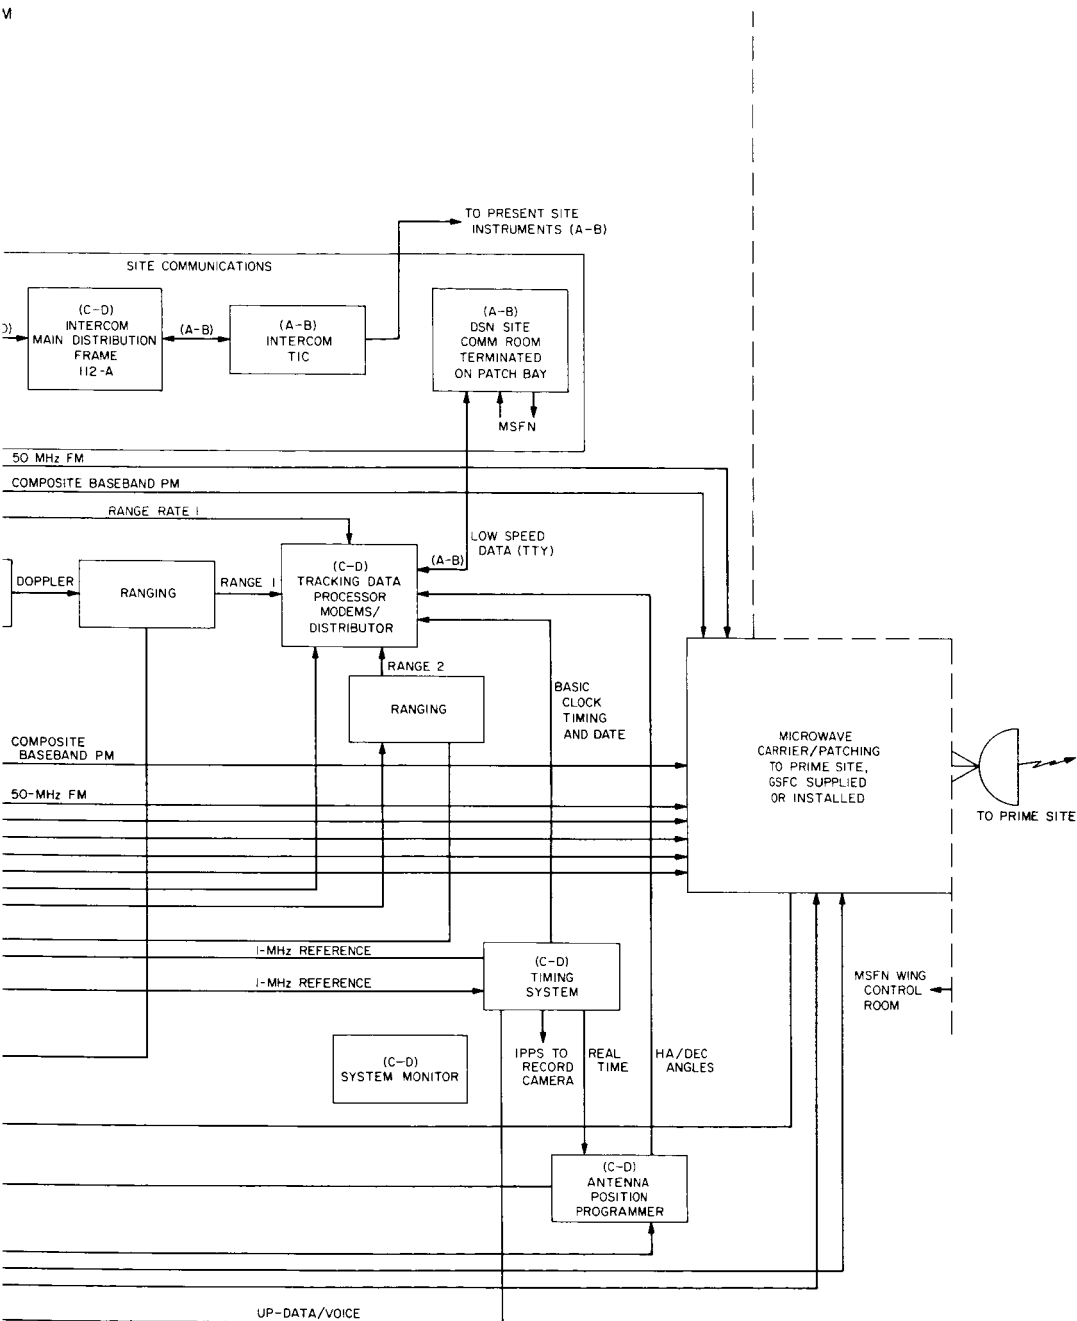 M
TO PRESENT SITE
INSTRUMENTS (A-B)
SITE COMMUNICATIONS
(C-D)
INTERCOM
MAIN DISTRIBUTION
FRAME
112-A
D)
(A-B)
(A-B)
INTERCOM
TIC
(A-B)
DSN SITE
COMM ROOM
TERMINATED
ON PATCH BAY
MSFN
50 MHz FM
COMPOSITE BASEBAND PM
RANGE RATE 1
LOW SPEED
DATA (TTY)
(A-B)
DOPPLER
RANGING
RANGE 1
(C-D)
TRACKING DATA
PROCESSOR
MODEMS/
DISTRIBUTOR
RANGE 2
RANGING
BASIC
CLOCK
TIMING
AND DATE
COMPOSITE
BASEBAND PM
50-MHz FM
MICROWAVE
CARRIER/PATCHING
TO PRIME SITE,
GSFC SUPPLIED
OR INSTALLED
TO PRIME SITE
1-MHz REFERENCE
1-MHz REFERENCE
(C-D)
TIMING
SYSTEM
MSFN WING
CONTROL
ROOM
(C-D)
SYSTEM MONITOR
1PPS TO
RECORD
CAMERA
REAL
TIME
HA/DEC
ANGLES
(C-D)
ANTENNA
POSITION
PROGRAMMER
UP-DATA/VOICE